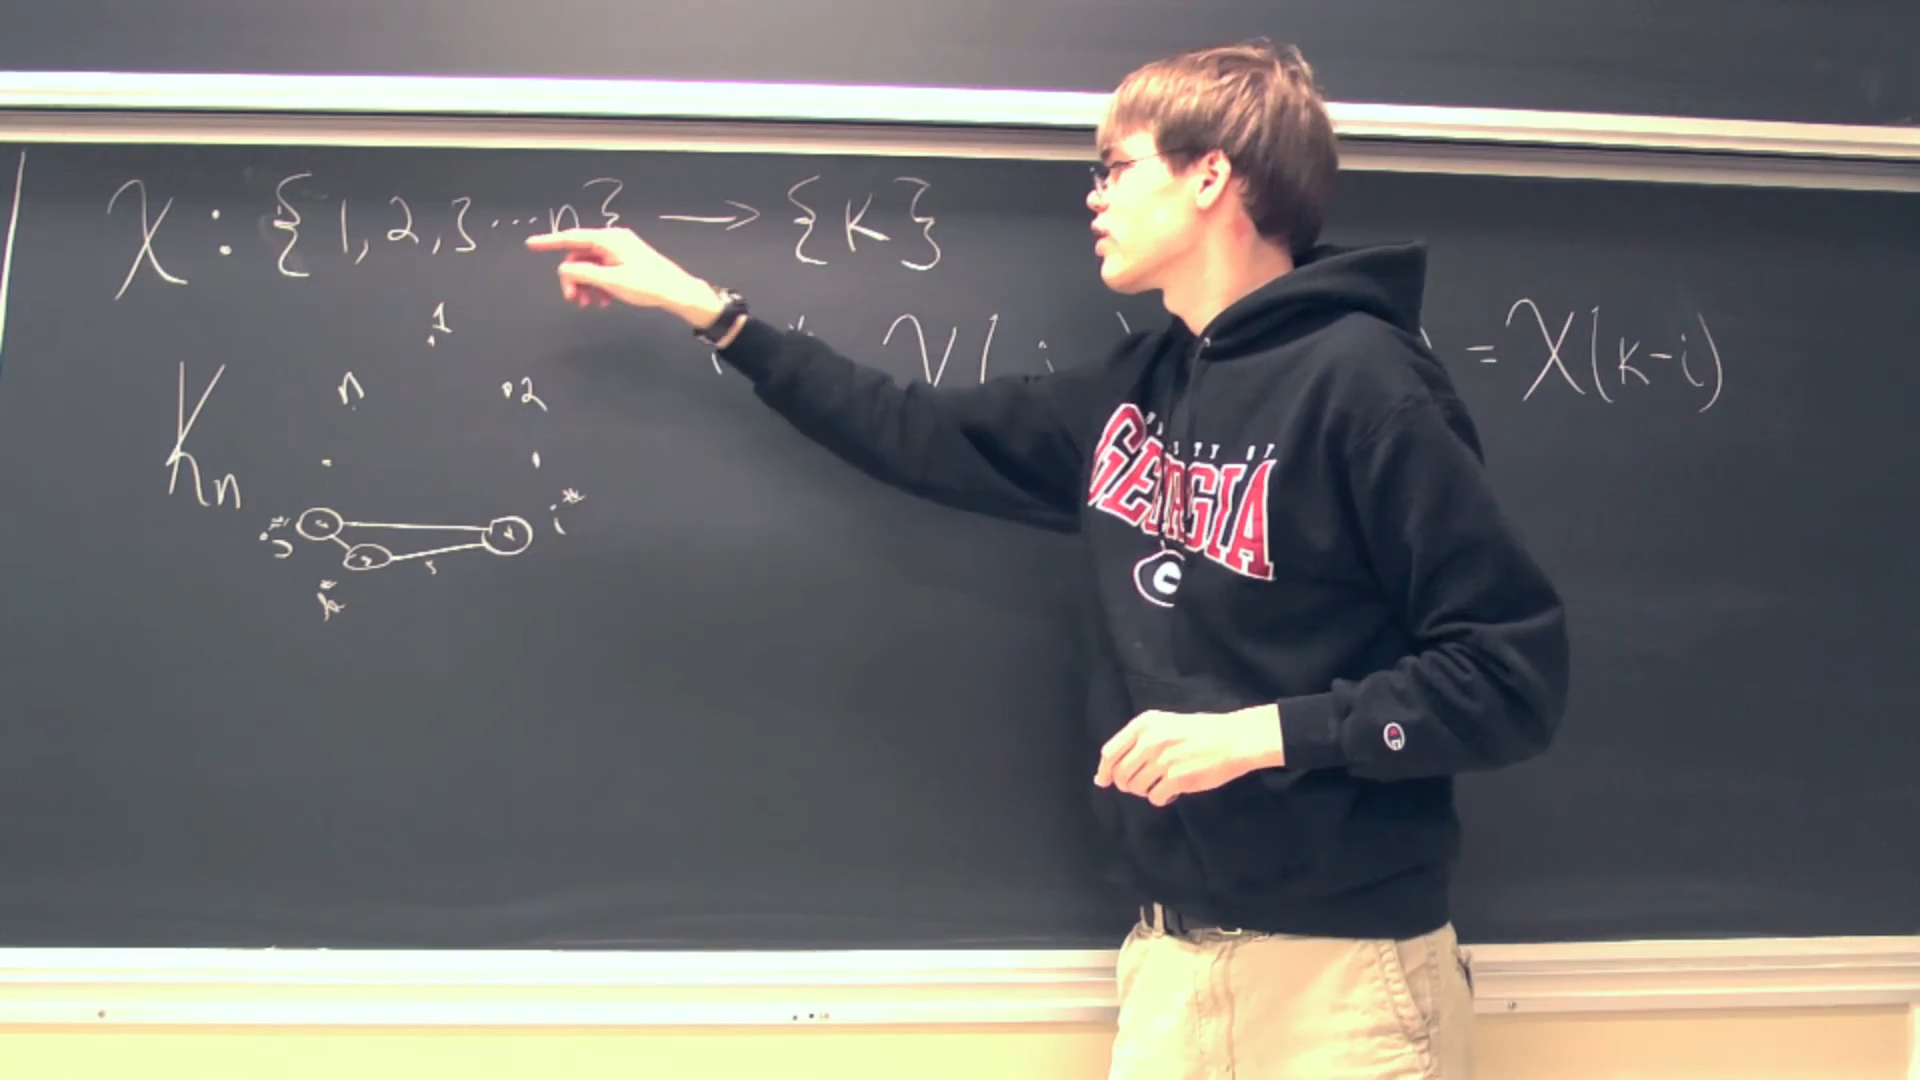 χ : { 1, 2, 3 ... n } → { K }
1
n
2
= χ(k-i)
K_n
i*
j*
k*
GEORGIA
G